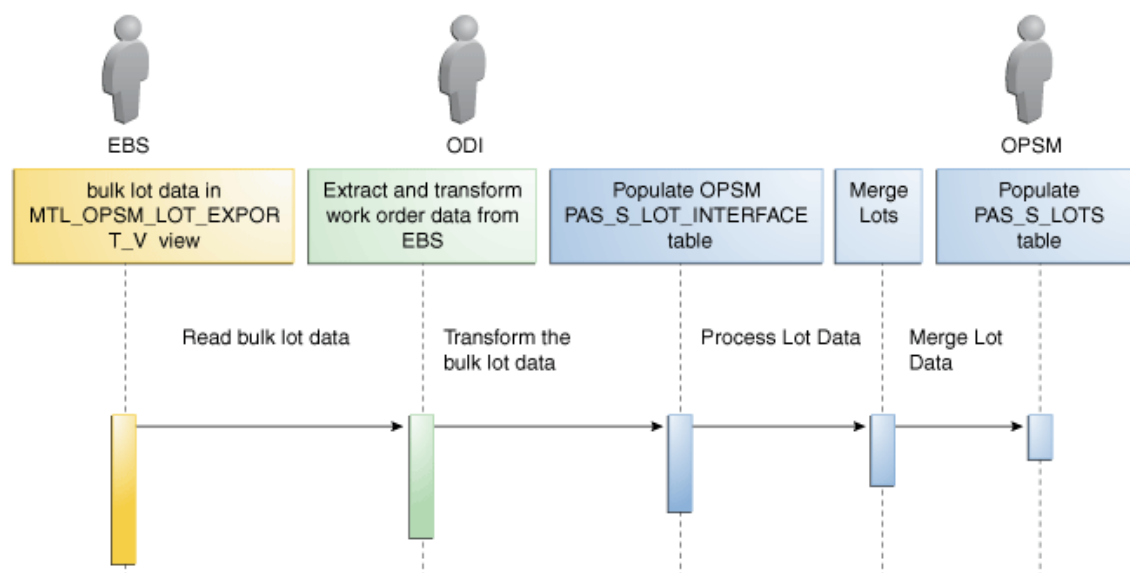 EBS
ODI
OPSM
bulk lot data in
MTL_OPSM_LOT_EXPOR
T_V view
Extract and transform
work order data from
EBS
Populate OPSM
PAS_S_LOT_INTERFACE
table
Merge
Lots
Populate
PAS_S_LOTS
table
Read bulk lot data
Transform the
bulk lot data
Process Lot Data
Merge Lot
Data